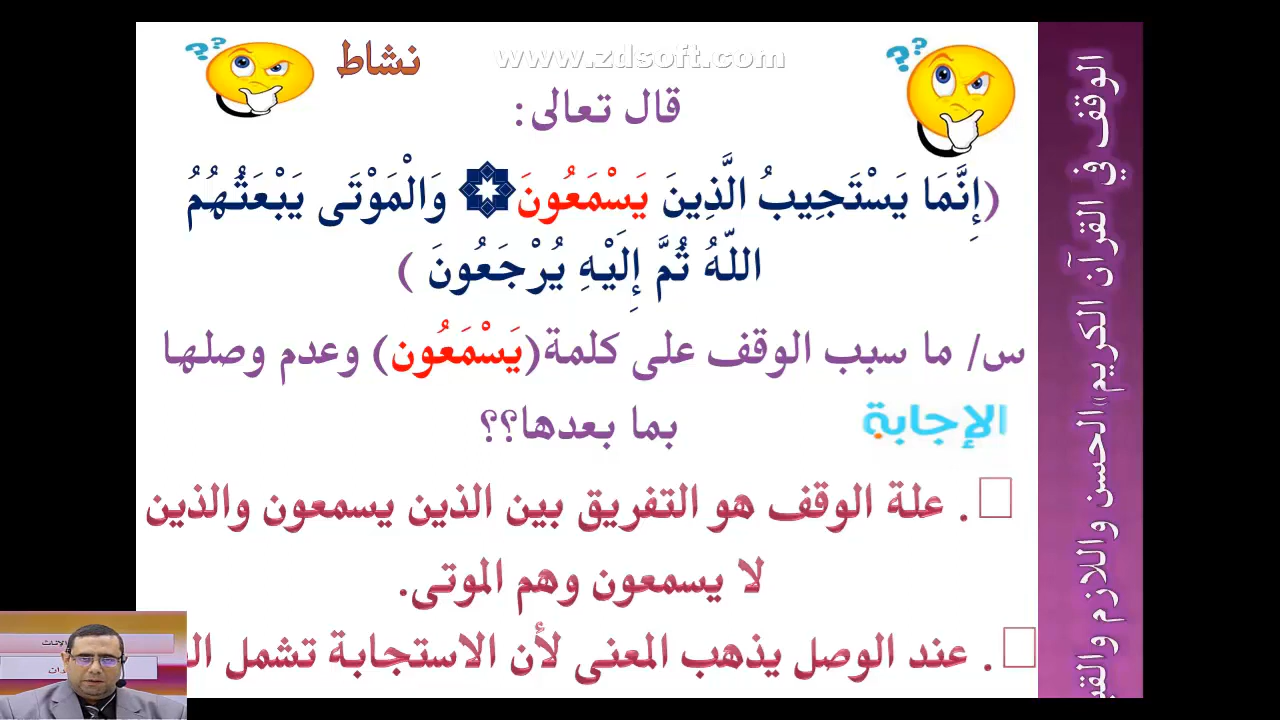 www.zdsoft.com
نشاط
قال تعالى:
(إِنَّمَا يَسْتَجِيبُ الَّذِينَ يَسْمَعُونَ ۞ وَالْمَوْتَى يَبْعَثُهُمُ
اللّهُ ثُمَّ إِلَيْهِ يُرْجَعُونَ )
س/ ما سبب الوقف على كلمة(يَسْمَعُون) وعدم وصلها
بما بعدها؟؟
الإجابة
. علة الوقف هو التفريق بين الذين يسمعون والذين
لا يسمعون وهم الموتى.
. عند الوصل يذهب المعنى لأن الاستجابة تشمل
الوقف في القرآن الكريم»الحسن واللازم